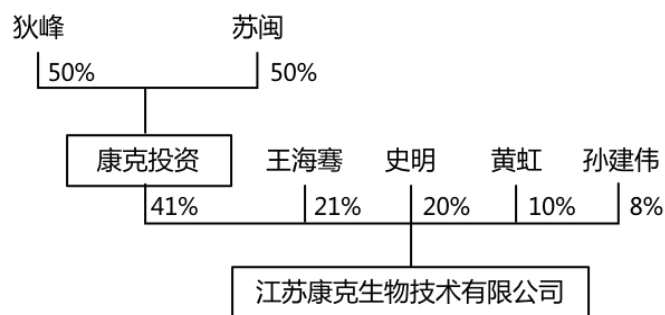 狄峰 苏闽
50% 50%
康克投资 王海骞 史明 黄虹 孙建伟
41% 21% 20% 10% 8%
江苏康克生物技术有限公司